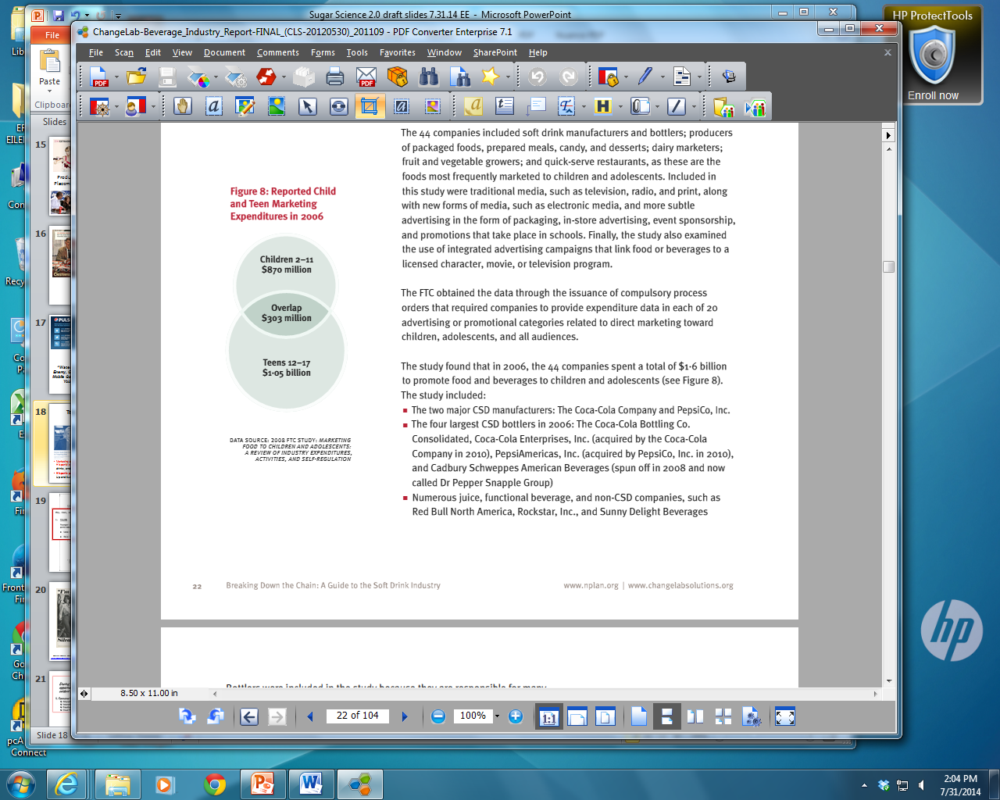 Sugar Science 2.0 draft slides 7.31.14 EE - Microsoft PowerPoint
ChangeLab-Beverage_Industry_Report-FINAL_(CLS-20120530)_201109 - PDF Converter Enterprise 7.1
HP ProtectTools
Enroll now
File
File Scan Edit View Document Comments Forms Tools Favorites Window SharePoint Help
Paste
Clipboard
Slides
15
16
17
18
19
20
21
Slide 18
The 44 companies included soft drink manufacturers and bottlers; producers
of packaged foods, prepared meals, candy, and desserts; dairy marketers;
fruit and vegetable growers; and quick-serve restaurants, as these are the
foods most frequently marketed to children and adolescents. Included in
this study were traditional media, such as television, radio, and print, along
with new forms of media, such as electronic media, and more subtle
advertising in the form of packaging, in-store advertising, event sponsorship,
and promotions that take place in schools. Finally, the study also examined
the use of integrated advertising campaigns that link food or beverages to a
licensed character, movie, or television program.
The FTC obtained the data through the issuance of compulsory process
orders that required companies to provide expenditure data in each of 20
advertising or promotional categories related to direct marketing toward
children, adolescents, and all audiences.
The study found that in 2006, the 44 companies spent a total of $1.6 billion
to promote food and beverages to children and adolescents (see Figure 8).
The study included:
The two major CSD manufacturers: The Coca-Cola Company and PepsiCo, Inc.
The four largest CSD bottlers in 2006: The Coca-Cola Bottling Co.
Consolidated, Coca-Cola Enterprises, Inc. (acquired by the Coca-Cola
Company in 2010), PepsiAmericas, Inc. (acquired by PepsiCo, Inc. in 2010),
and Cadbury Schweppes American Beverages (spun off in 2008 and now
called Dr Pepper Snapple Group)
Numerous juice, functional beverage, and non-CSD companies, such as
Red Bull North America, Rockstar, Inc., and Sunny Delight Beverages
Figure 8: Reported Child
and Teen Marketing
Expenditures in 2006
Children 2–11
$870 million
Overlap
$303 million
Teens 12–17
$1.05 billion
DATA SOURCE: 2008 FTC STUDY: MARKETING
FOOD TO CHILDREN AND ADOLESCENTS:
A REVIEW OF INDUSTRY EXPENDITURES,
ACTIVITIES, AND SELF-REGULATION
22 Breaking Down the Chain: A Guide to the Soft Drink Industry
www.nplan.org | www.changelabsolutions.org
Bottlers were included in the study because they are responsible for many
8.50 x 11.00 in
22 of 104
100%
1:1
Connect
hp
2:04 PM
7/31/2014